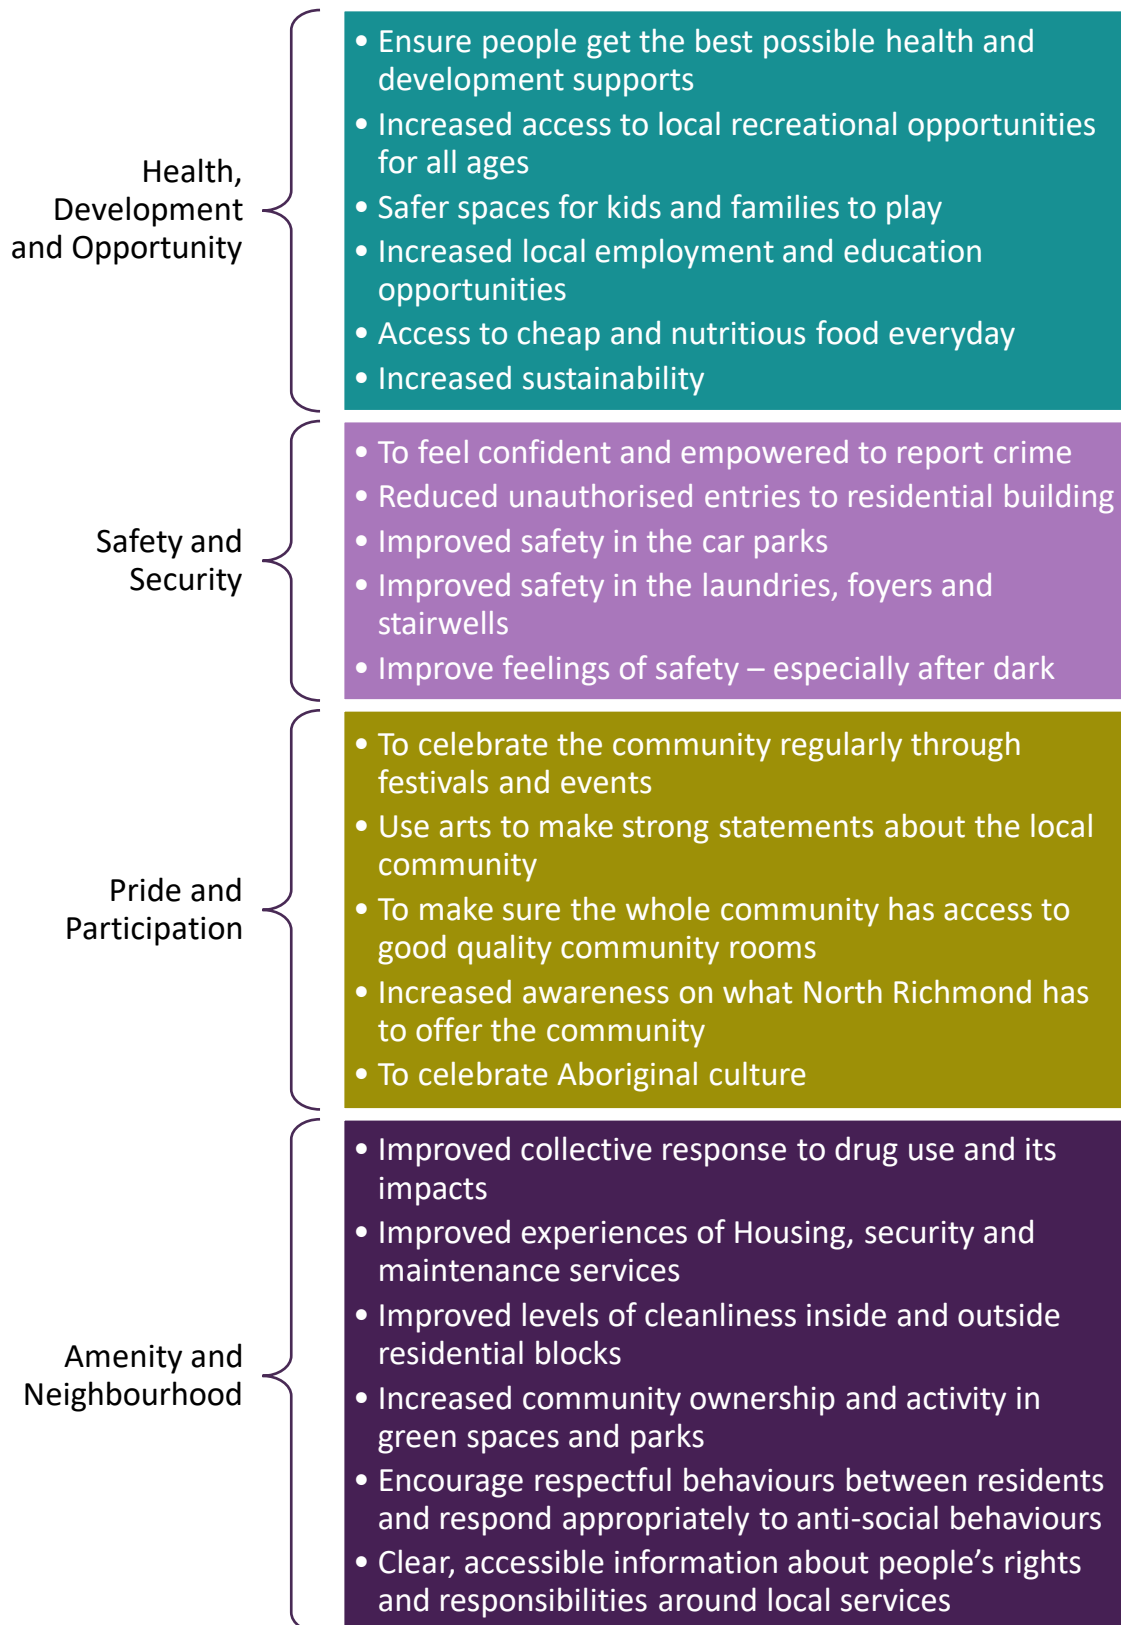 Health,
Development
and Opportunity
• Ensure people get the best possible health and
development supports
• Increased access to local recreational opportunities
for all ages
• Safer spaces for kids and families to play
• Increased local employment and education
opportunities
• Access to cheap and nutritious food everyday
• Increased sustainability
Safety and
Security
• To feel confident and empowered to report crime
• Reduced unauthorised entries to residential building
• Improved safety in the car parks
• Improved safety in the laundries, foyers and
stairwells
• Improve feelings of safety – especially after dark
Pride and
Participation
• To celebrate the community regularly through
festivals and events
• Use arts to make strong statements about the local
community
• To make sure the whole community has access to
good quality community rooms
• Increased awareness on what North Richmond has
to offer the community
• To celebrate Aboriginal culture
Amenity and
Neighbourhood
• Improved collective response to drug use and its
impacts
• Improved experiences of Housing, security and
maintenance services
• Improved levels of cleanliness inside and outside
residential blocks
• Increased community ownership and activity in
green spaces and parks
• Encourage respectful behaviours between residents
and respond appropriately to anti-social behaviours
• Clear, accessible information about people’s rights
and responsibilities around local services